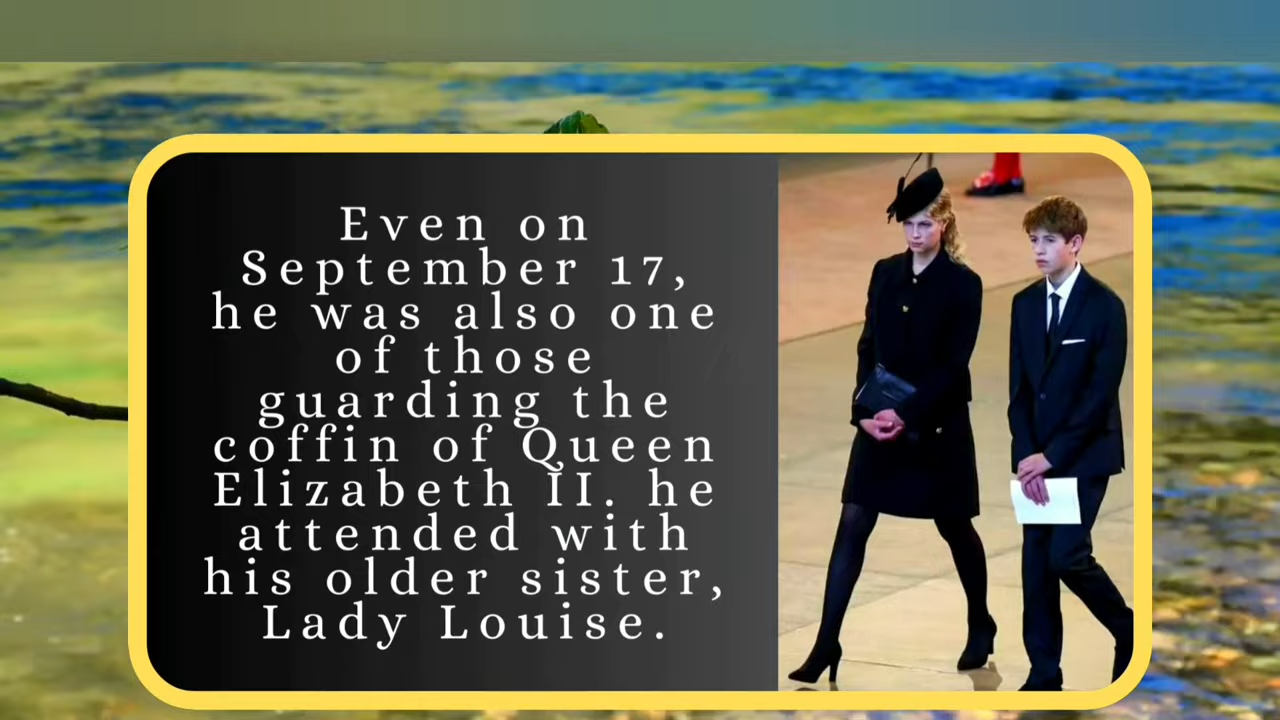 Even on
September 17,
he was also one
of those
guarding the
coffin of Queen
Elizabeth II. he
attended with
his older sister,
Lady Louise.